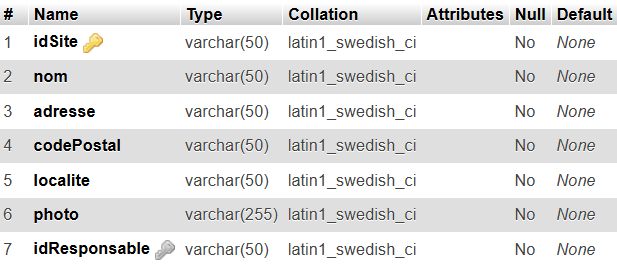 # Name Type Collation Attributes Null Default
1 idSite varchar(50) latin1_swedish_ci No None
2 nom varchar(50) latin1_swedish_ci No None
3 adresse varchar(50) latin1_swedish_ci No None
4 codePostal varchar(50) latin1_swedish_ci No None
5 localite varchar(50) latin1_swedish_ci No None
6 photo varchar(255) latin1_swedish_ci No None
7 idResponsable varchar(50) latin1_swedish_ci No None